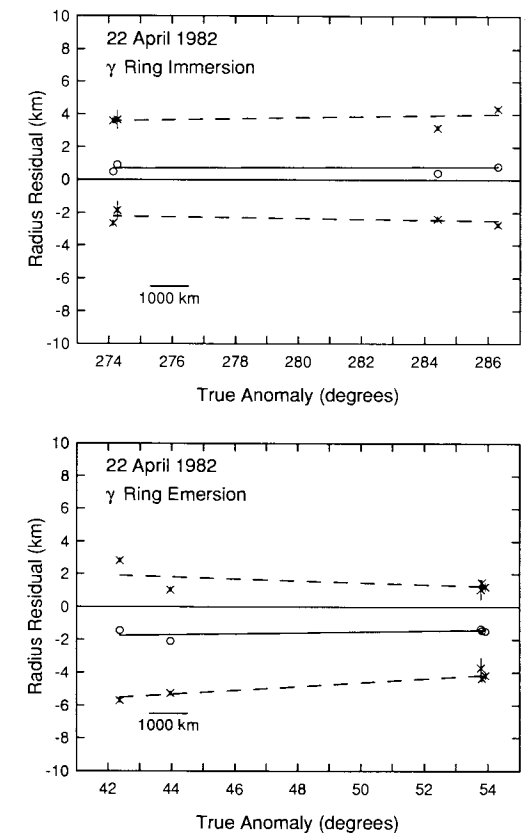 10
8
6
4
2
0
-2
-4
-6
-8
-10
Radius Residual (km)
22 April 1982
γ Ring Immersion
1000 km
274 276 278 280 282 284 286
True Anomaly (degrees)
10
8
6
4
2
0
-2
-4
-6
-8
-10
Radius Residual (km)
22 April 1982
γ Ring Emersion
1000 km
42 44 46 48 50 52 54
True Anomaly (degrees)